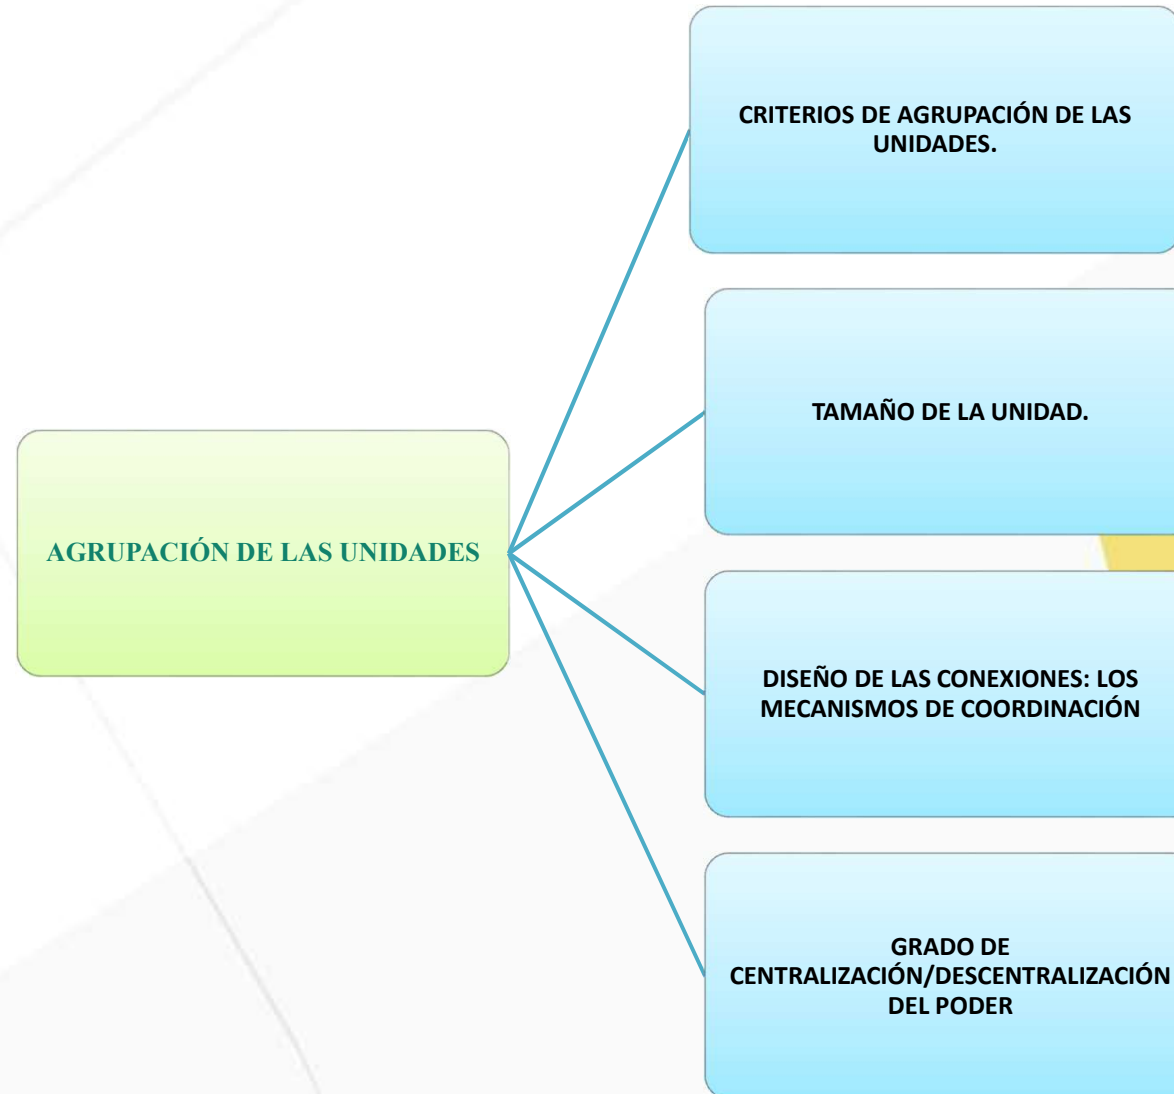 CRITERIOS DE AGRUPACIÓN DE LAS
UNIDADES.
TAMAÑO DE LA UNIDAD.
AGRUPACIÓN DE LAS UNIDADES
DISEÑO DE LAS CONEXIONES: LOS
MECANISMOS DE COORDINACIÓN
GRADO DE
CENTRALIZACIÓN/DESCENTRALIZACIÓN
DEL PODER